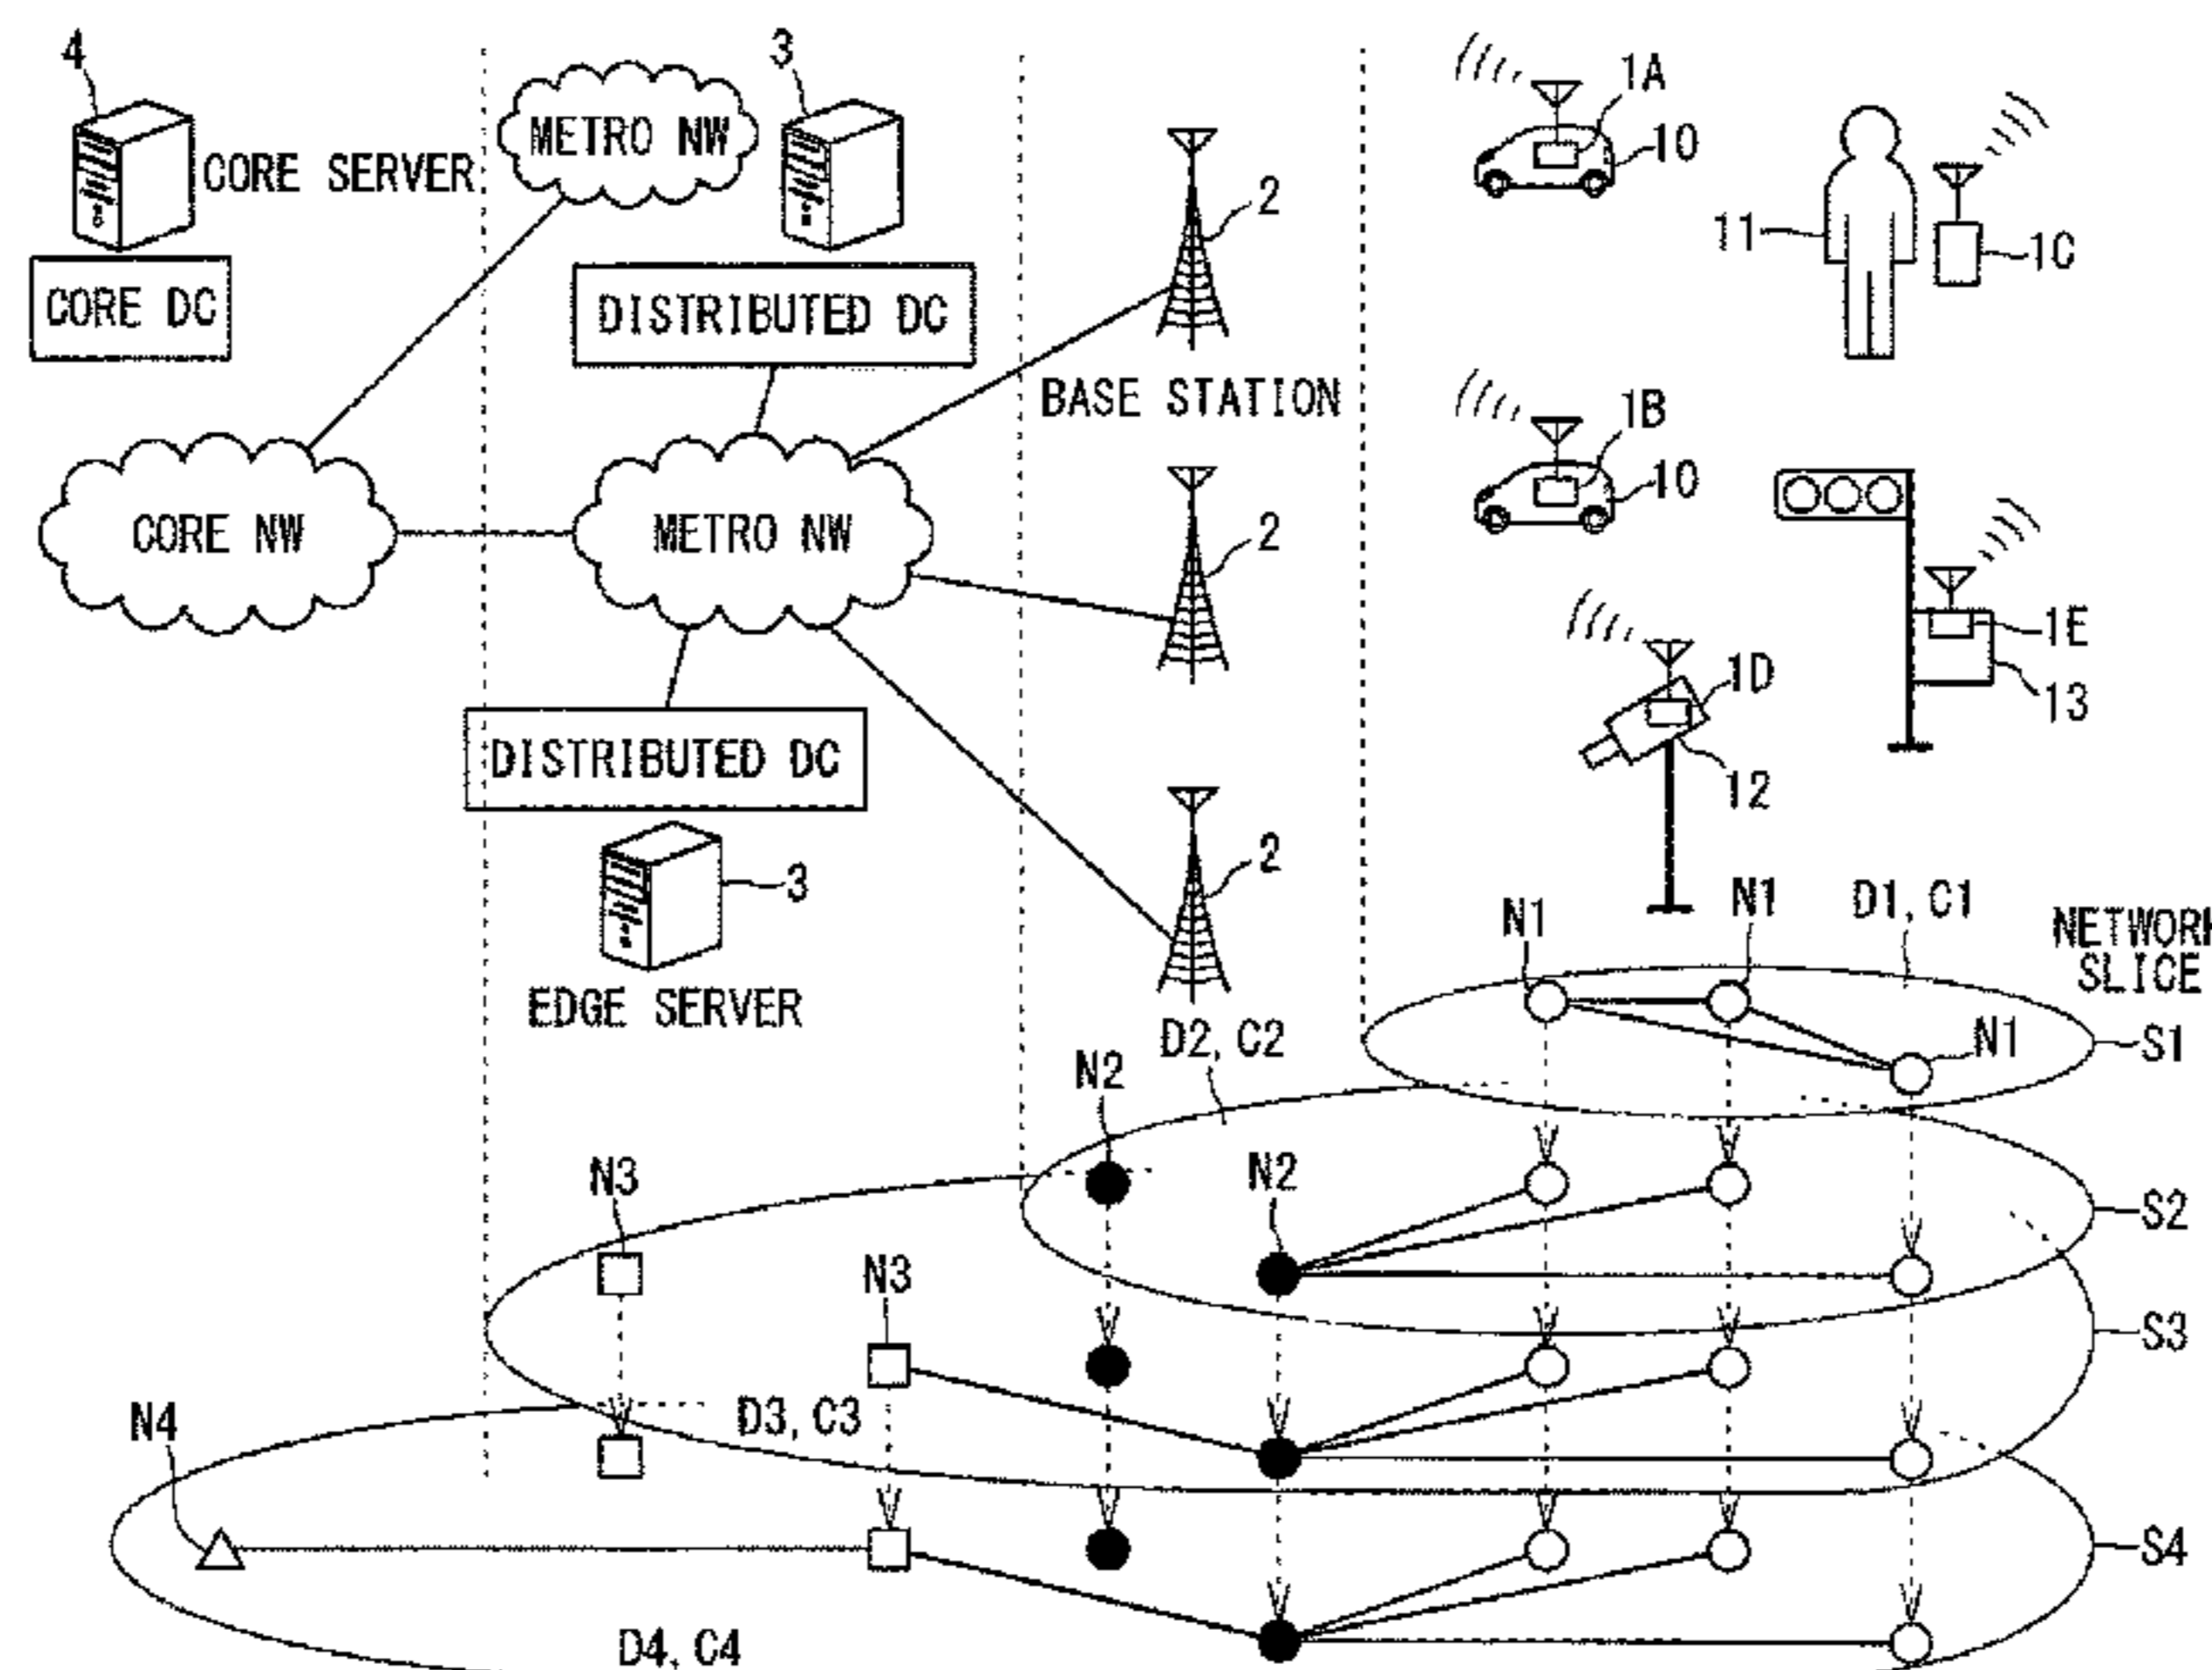 4
3
METRO NW
1A
10
CORE SERVER
2
11
1C
CORE DC
DISTRIBUTED DC
BASE STATION
1B
10
CORE NW
METRO NW
2
1E
1D
13
DISTRIBUTED DC
12
2
3
N1
N1
D1, C1
NETWORK
SLICE
EDGE SERVER
D2, C2
N1
S1
N2
N3
N2
S2
N3
S3
N4
D3, C3
S4
D4, C4